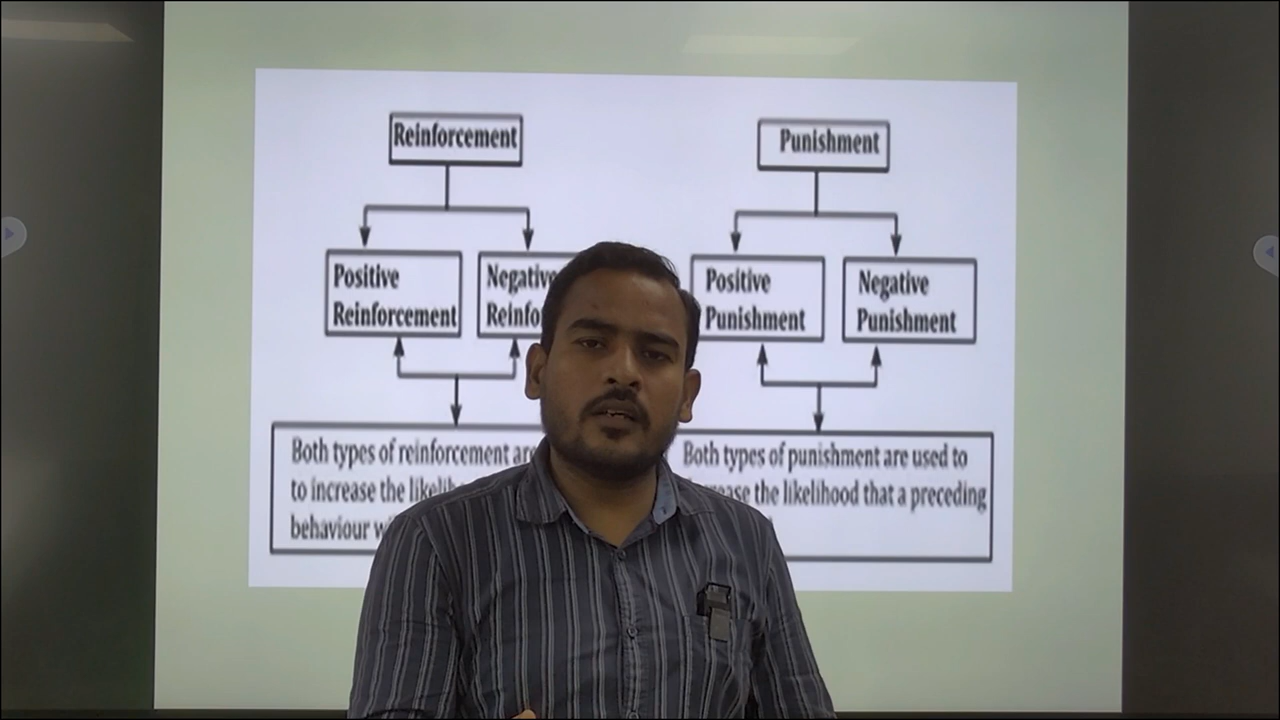 Reinforcement
Punishment
Positive
Reinforcement
Negative
Reinfo
Positive
Punishment
Negative
Punishment
Both types of reinforcement are
to increase the likelih
behaviour w
Both types of punishment are used to
ease the likelihood that a preceding